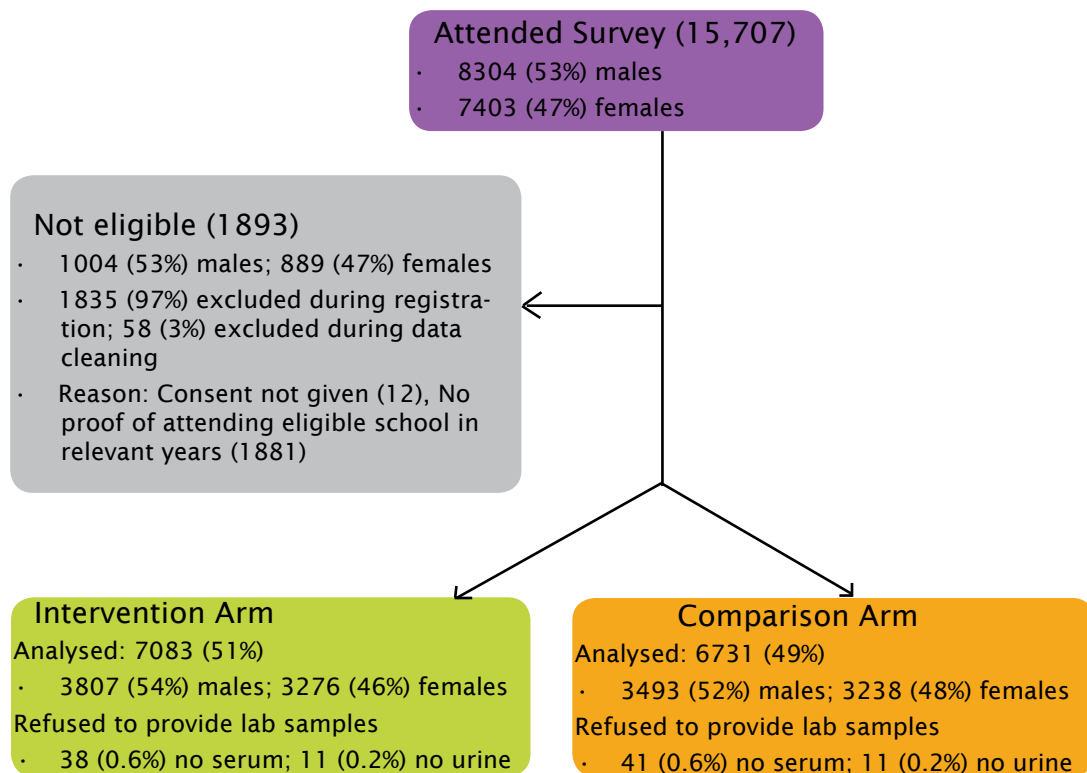 Attended Survey (15,707)
· 8304 (53%) males
· 7403 (47%) females
Not eligible (1893)
· 1004 (53%) males; 889 (47%) females
· 1835 (97%) excluded during registra-
tion; 58 (3%) excluded during data
cleaning
· Reason: Consent not given (12), No
proof of attending eligible school in
relevant years (1881)
Intervention Arm
Analysed: 7083 (51%)
· 3807 (54%) males; 3276 (46%) females
Refused to provide lab samples
· 38 (0.6%) no serum; 11 (0.2%) no urine
Comparison Arm
Analysed: 6731 (49%)
· 3493 (52%) males; 3238 (48%) females
Refused to provide lab samples
· 41 (0.6%) no serum; 11 (0.2%) no urine